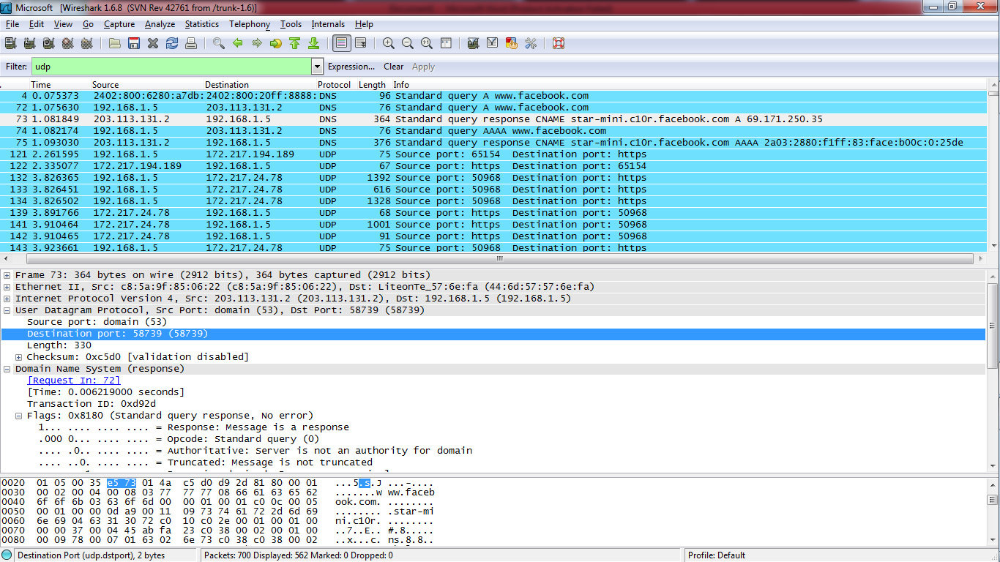 Microsoft [Wireshark 1.6.8 (SVN Rev 42761 from /trunk-1.6)]
File Edit View Go Capture Analyze Statistics Telephony Tools Internals Help
Filter: udp Expression... Clear Apply
. Time Source Destination Protocol Length Info
4 0.075373 2402:800:6280:a7db: 2402:800:20ff:8888: DNS 96 Standard query A www.facebook.com
72 1.075630 192.168.1.5 203.113.131.2 DNS 76 Standard query A www.facebook.com
73 1.081849 203.113.131.2 192.168.1.5 DNS 364 Standard query response CNAME star-mini.c10r.facebook.com A 69.171.250.35
74 1.082174 192.168.1.5 203.113.131.2 DNS 76 Standard query AAAA www.facebook.com
75 1.093030 203.113.131.2 192.168.1.5 DNS 376 Standard query response CNAME star-mini.c10r.facebook.com AAAA 2a03:2880:f1ff:83:face:b00c:0:25de
121 2.261595 192.168.1.5 172.217.194.189 UDP 75 Source port: 65154 Destination port: https
122 2.335077 172.217.194.189 192.168.1.5 UDP 67 Source port: https Destination port: 65154
132 3.826365 192.168.1.5 172.217.24.78 UDP 1392 Source port: 50968 Destination port: https
133 3.826451 192.168.1.5 172.217.24.78 UDP 616 Source port: 50968 Destination port: https
134 3.826502 192.168.1.5 172.217.24.78 UDP 1328 Source port: 50968 Destination port: https
139 3.891766 172.217.24.78 192.168.1.5 UDP 68 Source port: https Destination port: 50968
141 3.910464 172.217.24.78 192.168.1.5 UDP 1001 Source port: https Destination port: 50968
142 3.910465 172.217.24.78 192.168.1.5 UDP 91 Source port: https Destination port: 50968
143 3.923661 192.168.1.5 172.217.24.78 UDP 75 Source port: 50968 Destination port: https
Frame 73: 364 bytes on wire (2912 bits), 364 bytes captured (2912 bits)
Ethernet II, Src: c8:5a:9f:85:06:22 (c8:5a:9f:85:06:22), Dst: LiteonTe_57:6e:fa (44:6d:57:57:6e:fa)
Internet Protocol Version 4, Src: 203.113.131.2 (203.113.131.2), Dst: 192.168.1.5 (192.168.1.5)
User Datagram Protocol, Src Port: domain (53), Dst Port: 58739 (58739)
Source port: domain (53)
Destination port: 58739 (58739)
Length: 330
Checksum: 0xc5d0 [validation disabled]
Domain Name System (response)
[Request In: 72]
[Time: 0.006219000 seconds]
Transaction ID: 0xd92d
Flags: 0x8180 (Standard query response, No error)
1... .... .... .... = Response: Message is a response
.000 0... .... .... = Opcode: Standard query (0)
.... .0.. .... .... = Authoritative: Server is not an authority for domain
.... ..0. .... .... = Truncated: Message is not truncated
0020 01 05 00 35 e5 73 01 4a c5 d0 d9 2d 81 80 00 01 ...5.s.J ...-....
0030 00 02 00 04 00 08 03 77 77 77 08 66 61 63 65 62 .......w ww.faceb
0040 6f 6f 6b 03 63 6f 6d 00 00 01 00 01 c0 0c 00 05 ook.com. ........
0050 00 01 00 00 0d a9 00 11 09 73 74 61 72 2d 6d 69 ........ .star-mi
0060 6e 69 04 63 31 30 72 c0 10 c0 2e 00 01 00 01 00 ni.c10r. ........
0070 00 00 37 00 04 45 ab fa 23 c0 38 00 02 00 01 00 ..7..E.. #.8.....
0080 00 09 78 00 07 01 63 02 6e 73 c0 38 c0 38 00 02 ..x...c. ns.8.8..
Destination Port (udp.dstport), 2 bytes Packets: 700 Displayed: 562 Marked: 0 Dropped: 0 Profile: Default